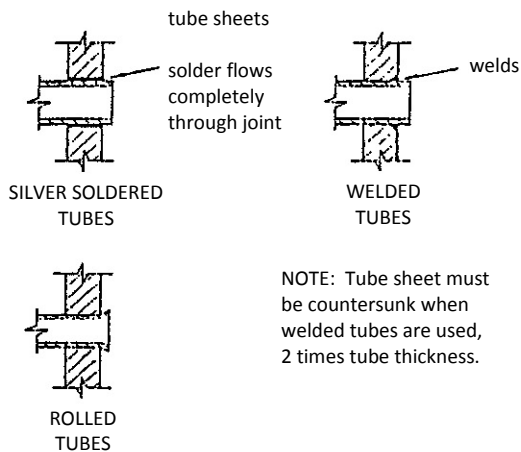 tube sheets
solder flows
completely
through joint
welds
SILVER SOLDERED
TUBES
WELDED
TUBES
NOTE: Tube sheet must
be countersunk when
welded tubes are used,
2 times tube thickness.
ROLLED
TUBES